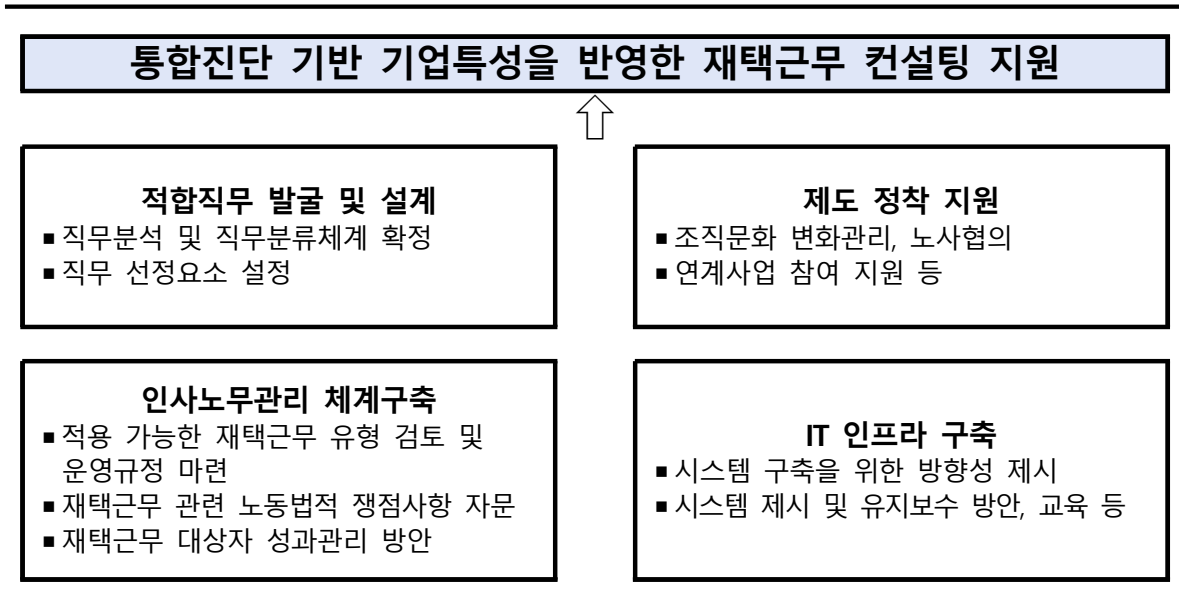 통합진단 기반 기업특성을 반영한 재택근무 컨설팅 지원
적합직무 발굴 및 설계
▪직무분석 및 직무분류체계 확정
▪직무 선정요소 설정
제도 정착 지원
▪조직문화 변화관리, 노사협의
▪연계사업 참여 지원 등
인사노무관리 체계구축
▪적용 가능한 재택근무 유형 검토 및
운영규정 마련
▪재택근무 관련 노동법적 쟁점사항 자문
▪재택근무 대상자 성과관리 방안
IT 인프라 구축
▪시스템 구축을 위한 방향성 제시
▪시스템 제시 및 유지보수 방안, 교육 등